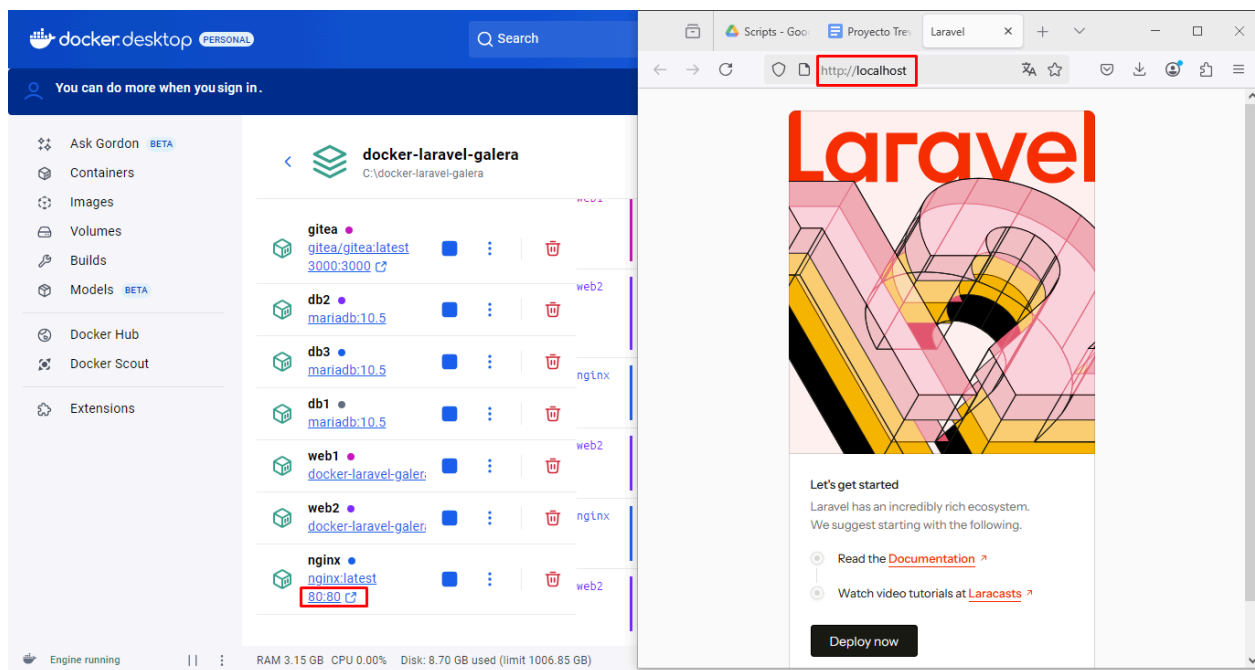 docker.desktop PERSONAL
Search
You can do more when you sign in.
Ask Gordon BETA
Containers
Images
Volumes
Builds
Models BETA
Docker Hub
Docker Scout
Extensions
docker-laravel-galera
C:\docker-laravel-galera
gitea
gitea/gitea:latest
3000:3000
db2
mariadb:10.5
db3
mariadb:10.5
db1
mariadb:10.5
web1
docker-laravel-galer
web2
docker-laravel-galer
nginx
nginx:latest
80:80
web1
web2
nginx
web2
nginx
web2
Engine running
RAM 3.15 GB CPU 0.00% Disk: 8.70 GB used (limit 1006.85 GB)
Scripts - Goo
Proyecto Trev
Laravel
http://localhost
Laravel
Let's get started
Laravel has an incredibly rich ecosystem.
We suggest starting with the following.
Read the Documentation
Watch video tutorials at Laracasts
Deploy now